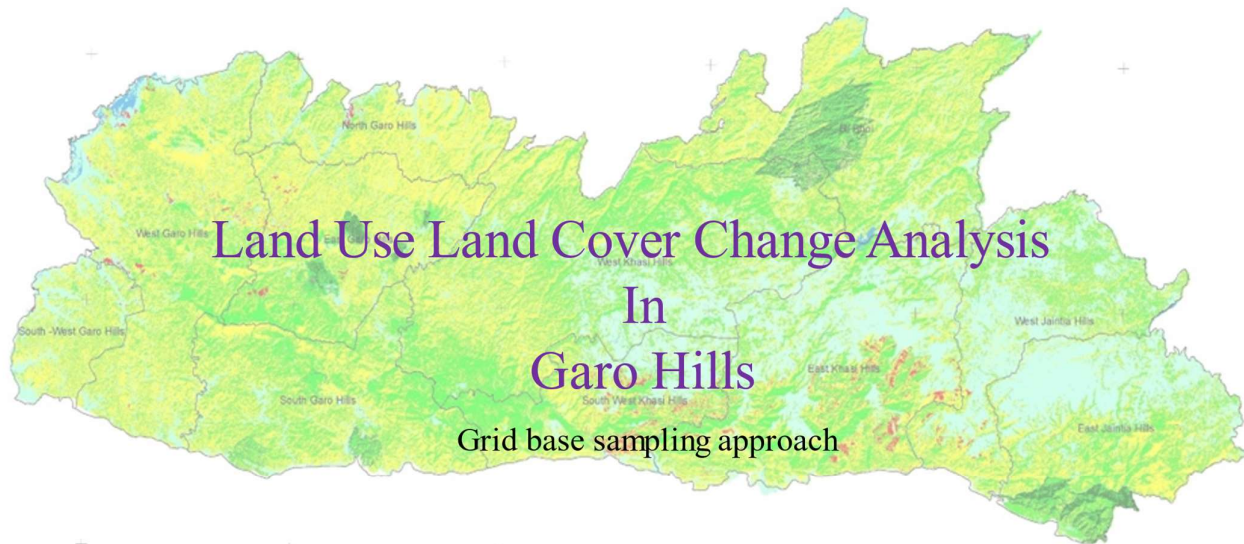 North Garo Hills
Ri Bhoi
West Garo Hills
Land Use Land Cover Change Analysis
West Khasi Hills
In
South -West Garo Hills
West Jaintia Hills
Garo Hills
East Khasi Hills
South Garo Hills
South West Khasi Hills
East Jaintia Hills
Grid base sampling approach